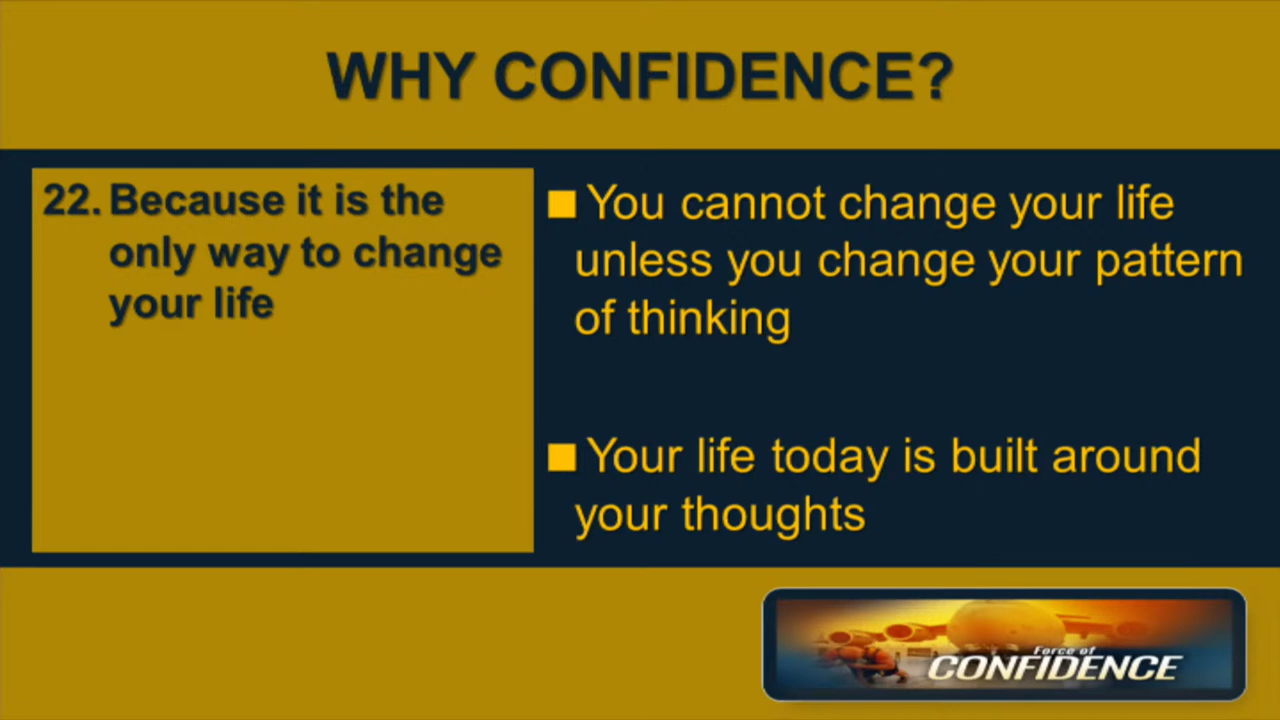 WHY CONFIDENCE?
22. Because it is the
only way to change
your life
You cannot change your life
unless you change your pattern
of thinking
Your life today is built around
your thoughts
Force of
CONFIDENCE